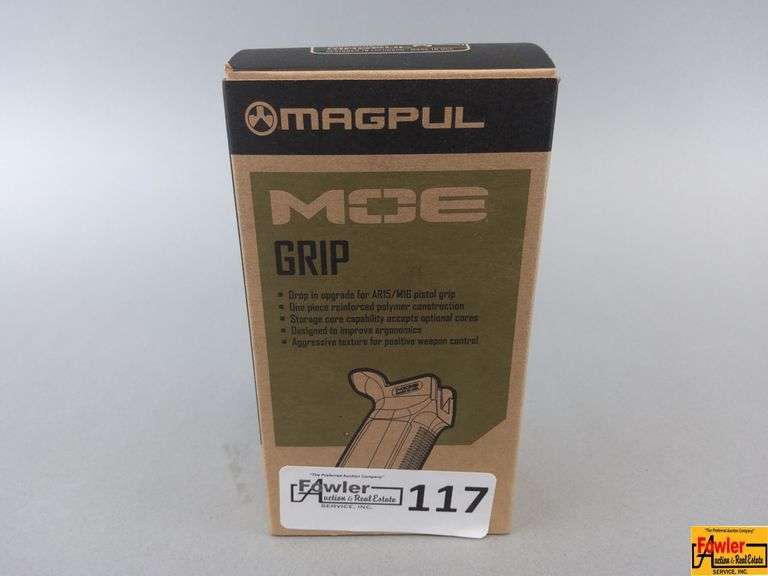 MAGPUL
MOE
GRIP
• Drop in upgrade for AR15/M16 pistol grip
• One piece reinforced polymer construction
• Storage core capability accepts optional cores
• Designed to improve ergonomics
• Aggressive texture for positive weapon control
MOE
"The Preferred Auction Company"
Fowler
Auction & Real Estate
SERVICE, INC.
117
"The Preferred Auction Company"
Fowler
Auction & Real Estate
SERVICE, INC.